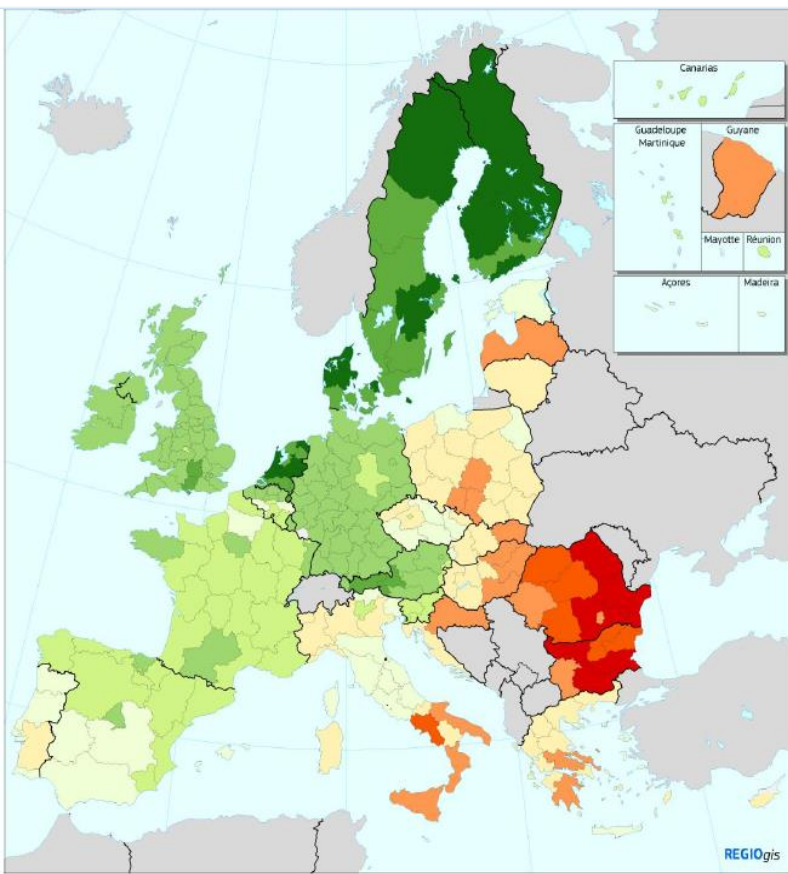 Canarias
Guadeloupe
Martinique
Guyane
Mayotte
Réunion
Açores
Madeira
REGIOgis